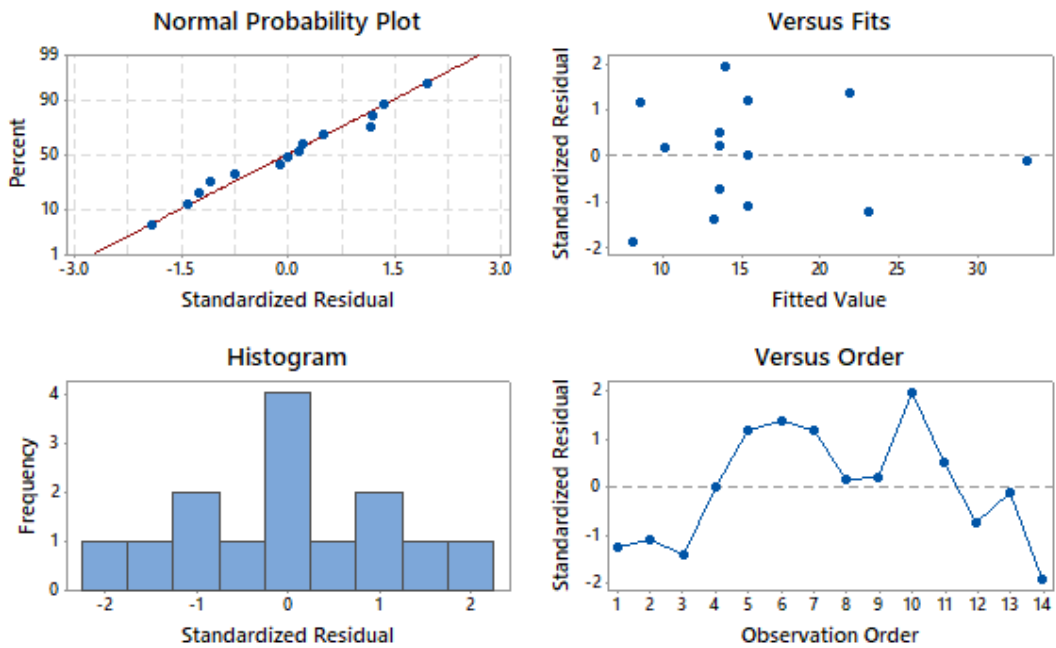 Normal Probability Plot
99
90
50
10
1
Percent
-3.0 -1.5 0.0 1.5 3.0
Standardized Residual
Versus Fits
2
1
0
-1
-2
Standardized Residual
10 15 20 25 30
Fitted Value
Histogram
4
3
2
1
0
Frequency
-2 -1 0 1 2
Standardized Residual
Versus Order
2
1
0
-1
-2
Standardized Residual
1 2 3 4 5 6 7 8 9 10 11 12 13 14
Observation Order